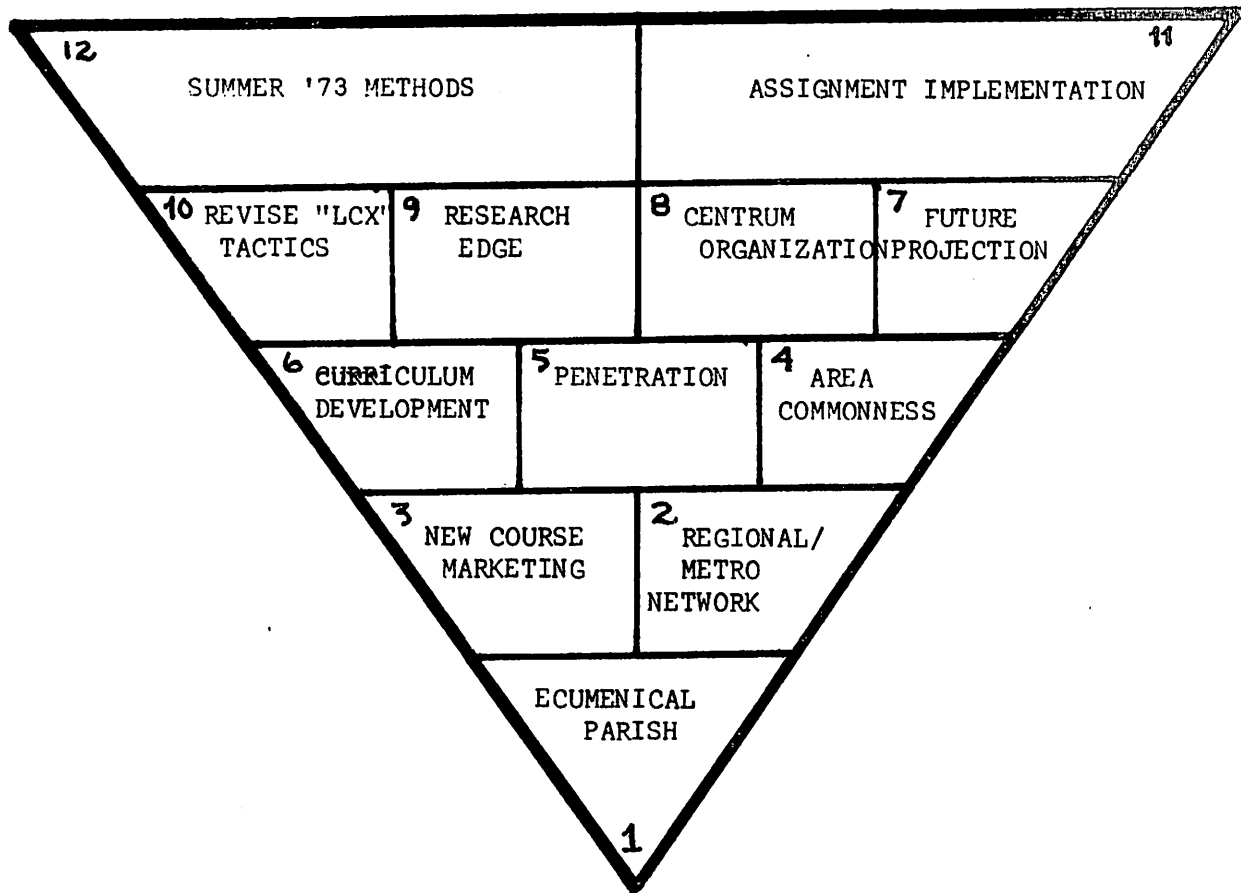 12
SUMMER '73 METHODS
11
ASSIGNMENT IMPLEMENTATION
10
REVISE "LCX"
TACTICS
9
RESEARCH
EDGE
8
CENTRUM
ORGANIZATION
7
FUTURE
PROJECTION
6
CURRICULUM
DEVELOPMENT
5
PENETRATION
4
AREA
COMMONNESS
3
NEW COURSE
MARKETING
2
REGIONAL/
METRO
NETWORK
ECUMENICAL
PARISH
1